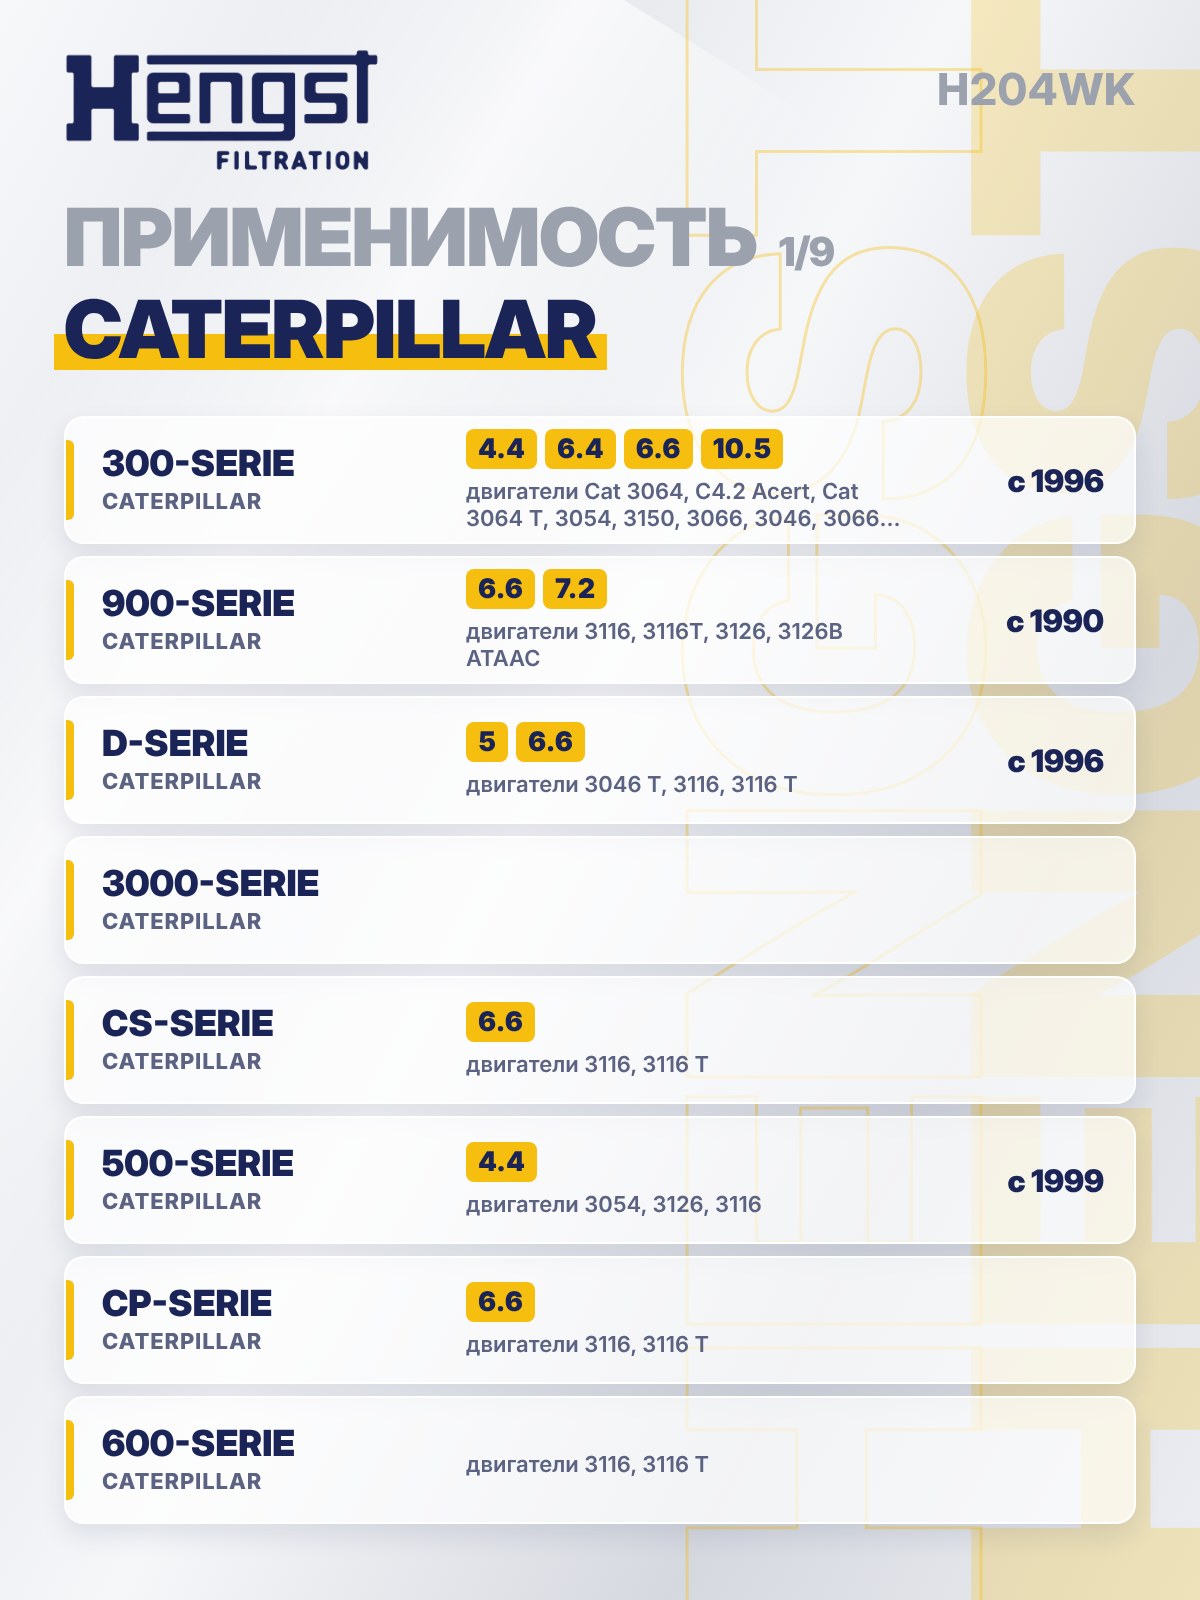 Hengst
FILTRATION
H204WK
ПРИМЕНИМОСТЬ 1/9
CATERPILLAR
300-SERIE
CATERPILLAR
4.4 6.4 6.6 10.5
двигатели Cat 3064, C4.2 Acert, Cat
3064 T, 3054, 3150, 3066, 3046, 3066...
с 1996
900-SERIE
CATERPILLAR
6.6 7.2
двигатели 3116, 3116T, 3126, 3126B
ATAAC
с 1990
D-SERIE
CATERPILLAR
5 6.6
двигатели 3046 T, 3116, 3116 T
с 1996
3000-SERIE
CATERPILLAR
CS-SERIE
CATERPILLAR
6.6
двигатели 3116, 3116 T
500-SERIE
CATERPILLAR
4.4
двигатели 3054, 3126, 3116
с 1999
CP-SERIE
CATERPILLAR
6.6
двигатели 3116, 3116 T
600-SERIE
CATERPILLAR
двигатели 3116, 3116 T
HENGST
HENGST